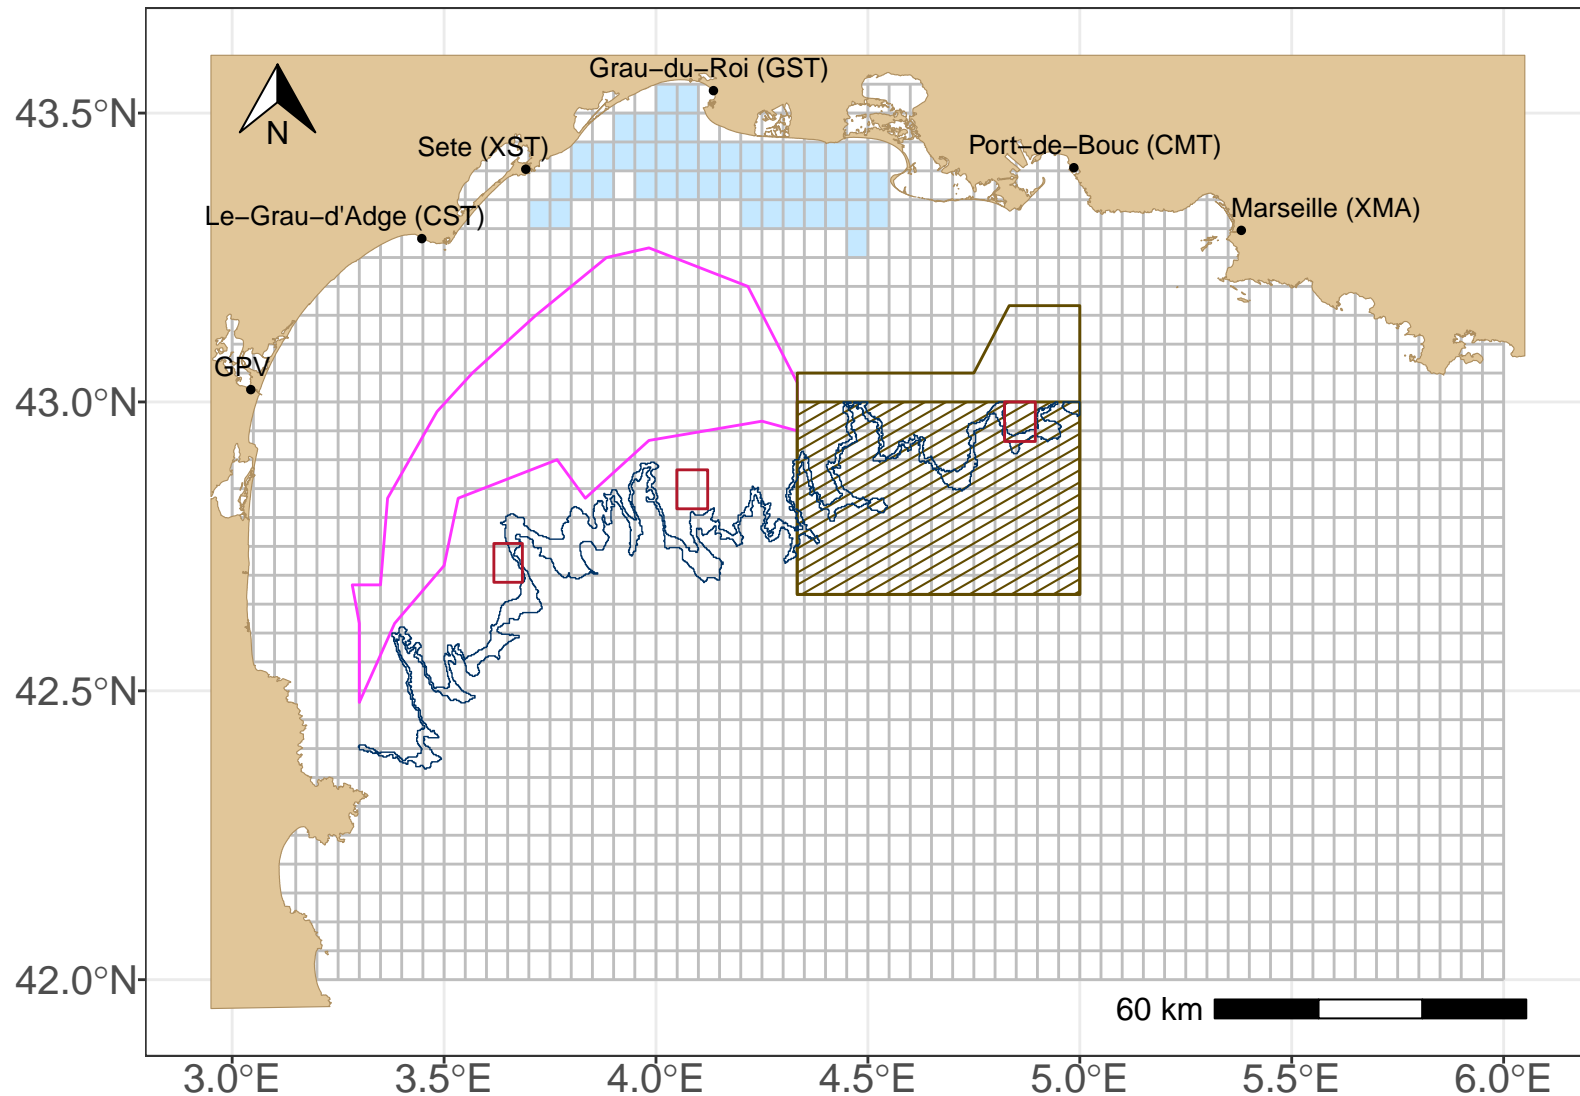 Grau−du−Roi (GST)
43.5°N
N
Sete (XST)
Port−de−Bouc (CMT)
Le−Grau−d'Adge (CST)
Marseille (XMA)
GPV
43.0°N
42.5°N
42.0°N
60 km
3.0°E 3.5°E 4.0°E 4.5°E 5.0°E 5.5°E 6.0°E